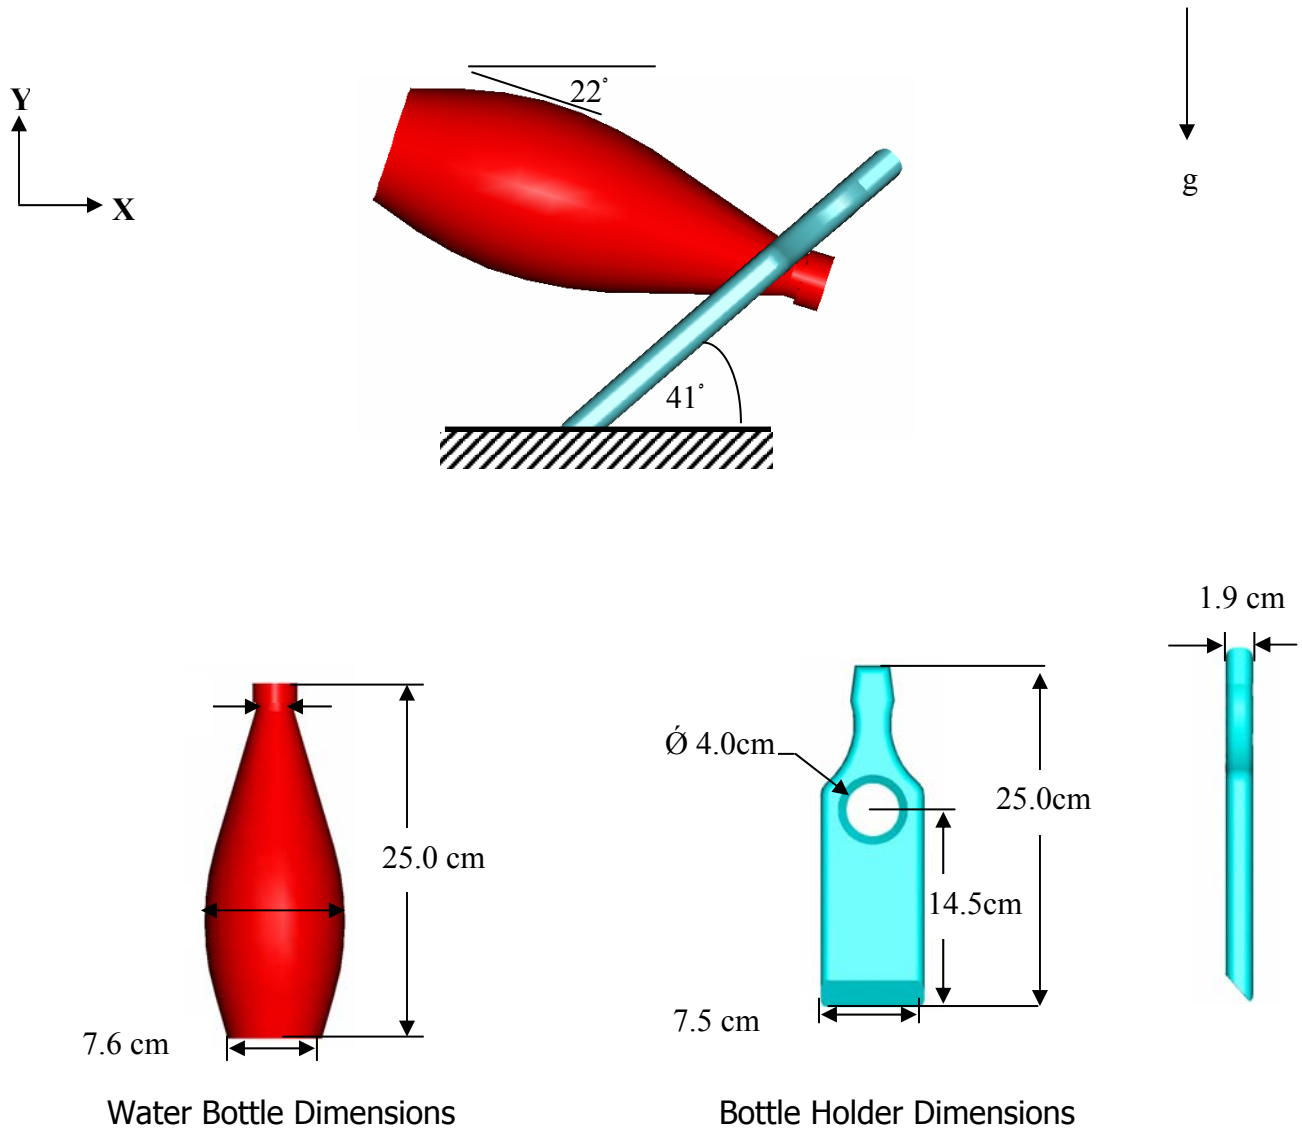 22°
Y
X
g
41°
1.9 cm
Ǿ 4.0cm
25.0cm
25.0 cm
14.5cm
7.6 cm
7.5 cm
Water Bottle Dimensions
Bottle Holder Dimensions